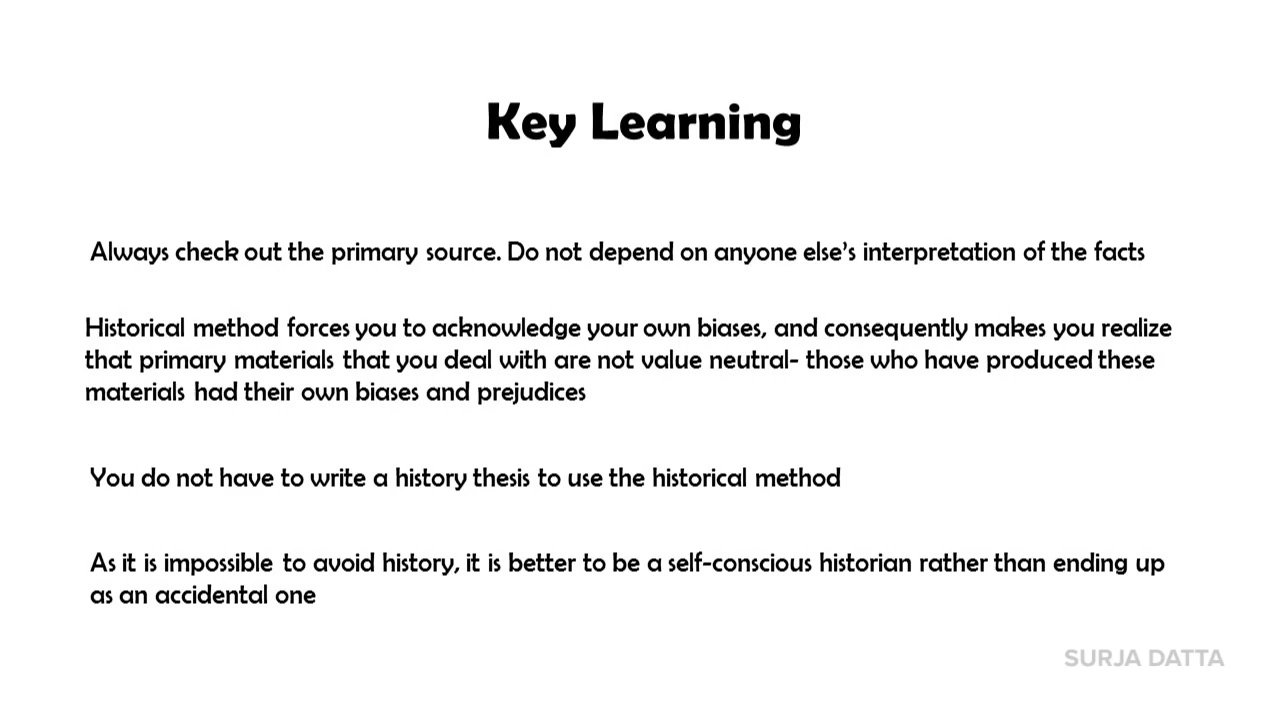 Key Learning
Always check out the primary source. Do not depend on anyone else’s interpretation of the facts
Historical method forces you to acknowledge your own biases, and consequently makes you realize
that primary materials that you deal with are not value neutral- those who have produced these
materials had their own biases and prejudices
You do not have to write a history thesis to use the historical method
As it is impossible to avoid history, it is better to be a self-conscious historian rather than ending up
as an accidental one
SURJA DATTA